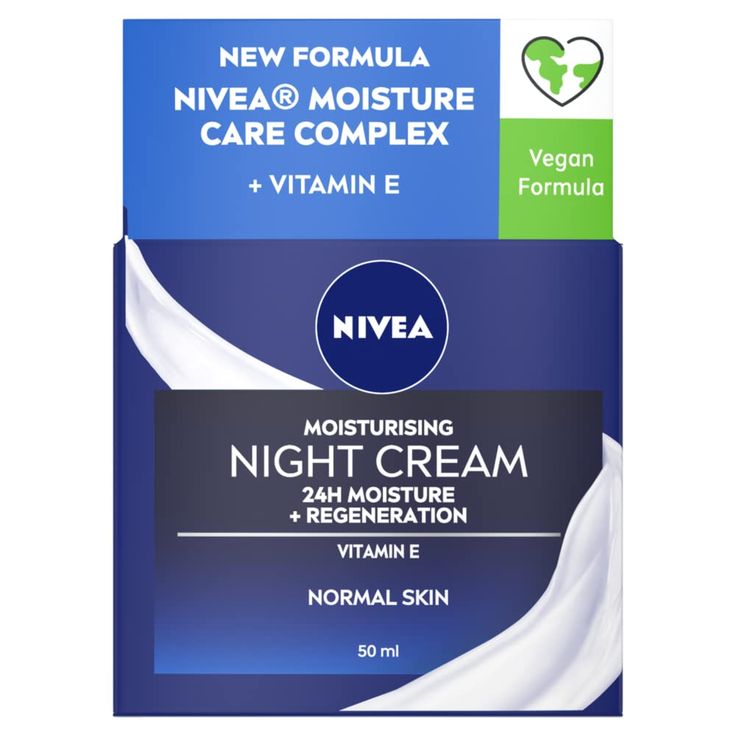 NEW FORMULA
NIVEA® MOISTURE
CARE COMPLEX
+ VITAMIN E
Vegan
Formula
NIVEA
MOISTURISING
NIGHT CREAM
24H MOISTURE
+ REGENERATION
VITAMIN E
NORMAL SKIN
50 ml